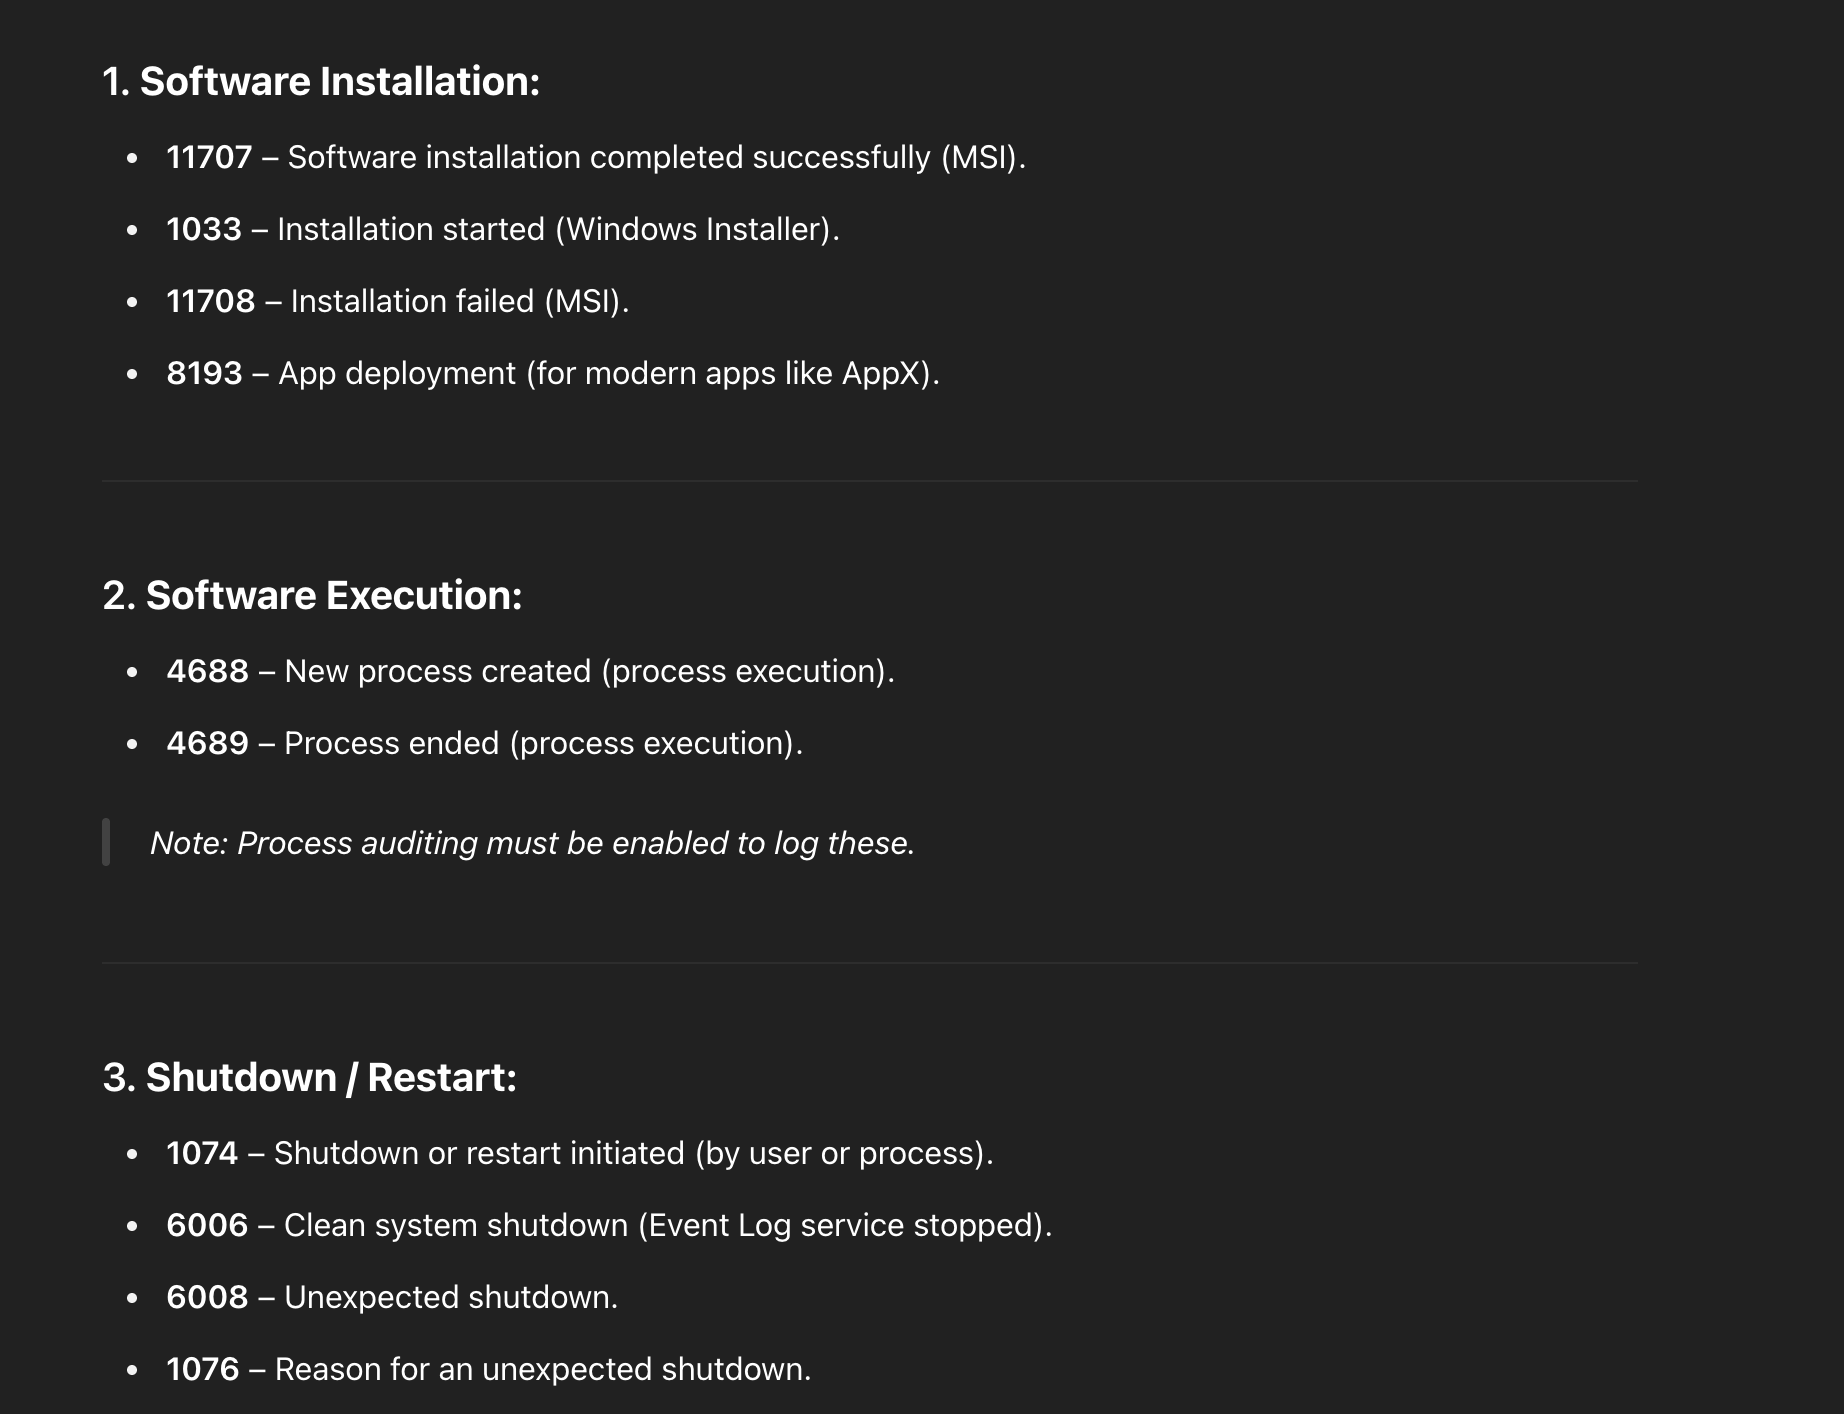 1. Software Installation:
• 11707 – Software installation completed successfully (MSI).
• 1033 – Installation started (Windows Installer).
• 11708 – Installation failed (MSI).
• 8193 – App deployment (for modern apps like AppX).
2. Software Execution:
• 4688 – New process created (process execution).
• 4689 – Process ended (process execution).
Note: Process auditing must be enabled to log these.
3. Shutdown / Restart:
• 1074 – Shutdown or restart initiated (by user or process).
• 6006 – Clean system shutdown (Event Log service stopped).
• 6008 – Unexpected shutdown.
• 1076 – Reason for an unexpected shutdown.